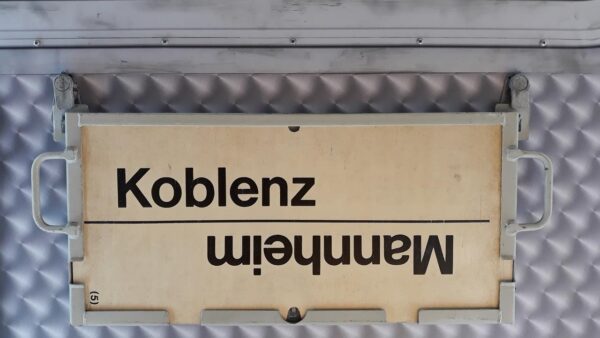 Koblenz
Mannheim
(5)